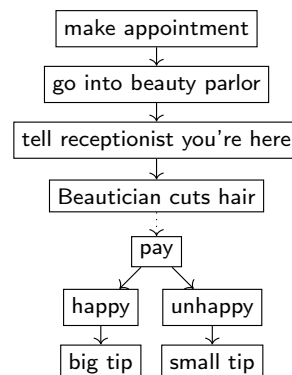 make appointment
go into beauty parlor
tell receptionist you're here
Beautician cuts hair
pay
happy
unhappy
big tip
small tip